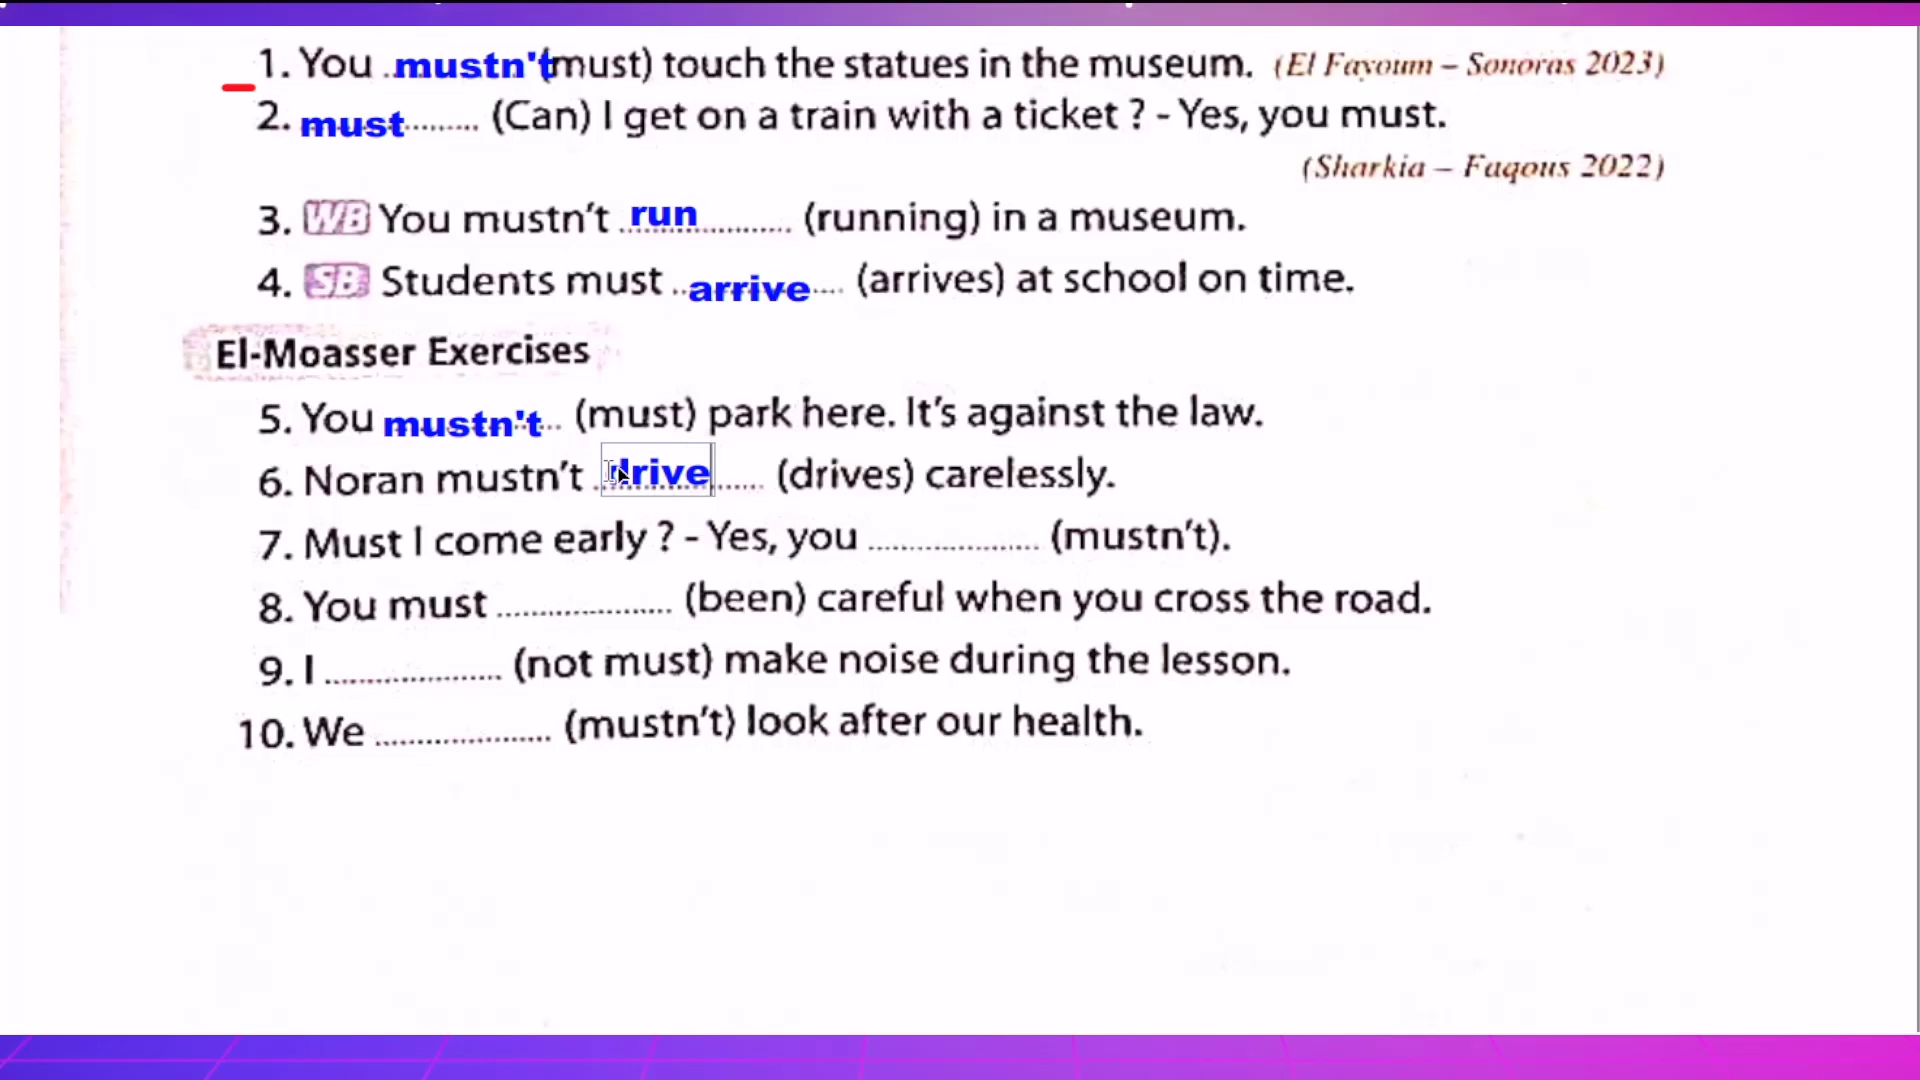 1. You .mustn't (must) touch the statues in the museum. (El Fayoum – Sonoras 2023)
2. must......... (Can) I get on a train with a ticket ? - Yes, you must.
(Sharkia – Faqous 2022)
3. WB You mustn't ...run............ (running) in a museum.
4. SB Students must ..arrive.... (arrives) at school on time.
El-Moasser Exercises
5. You mustn't... (must) park here. It's against the law.
6. Noran mustn't drive...... (drives) carelessly.
7. Must I come early ? - Yes, you .................... (mustn't).
8. You must .................... (been) careful when you cross the road.
9. I .................... (not must) make noise during the lesson.
10. We .................... (mustn't) look after our health.